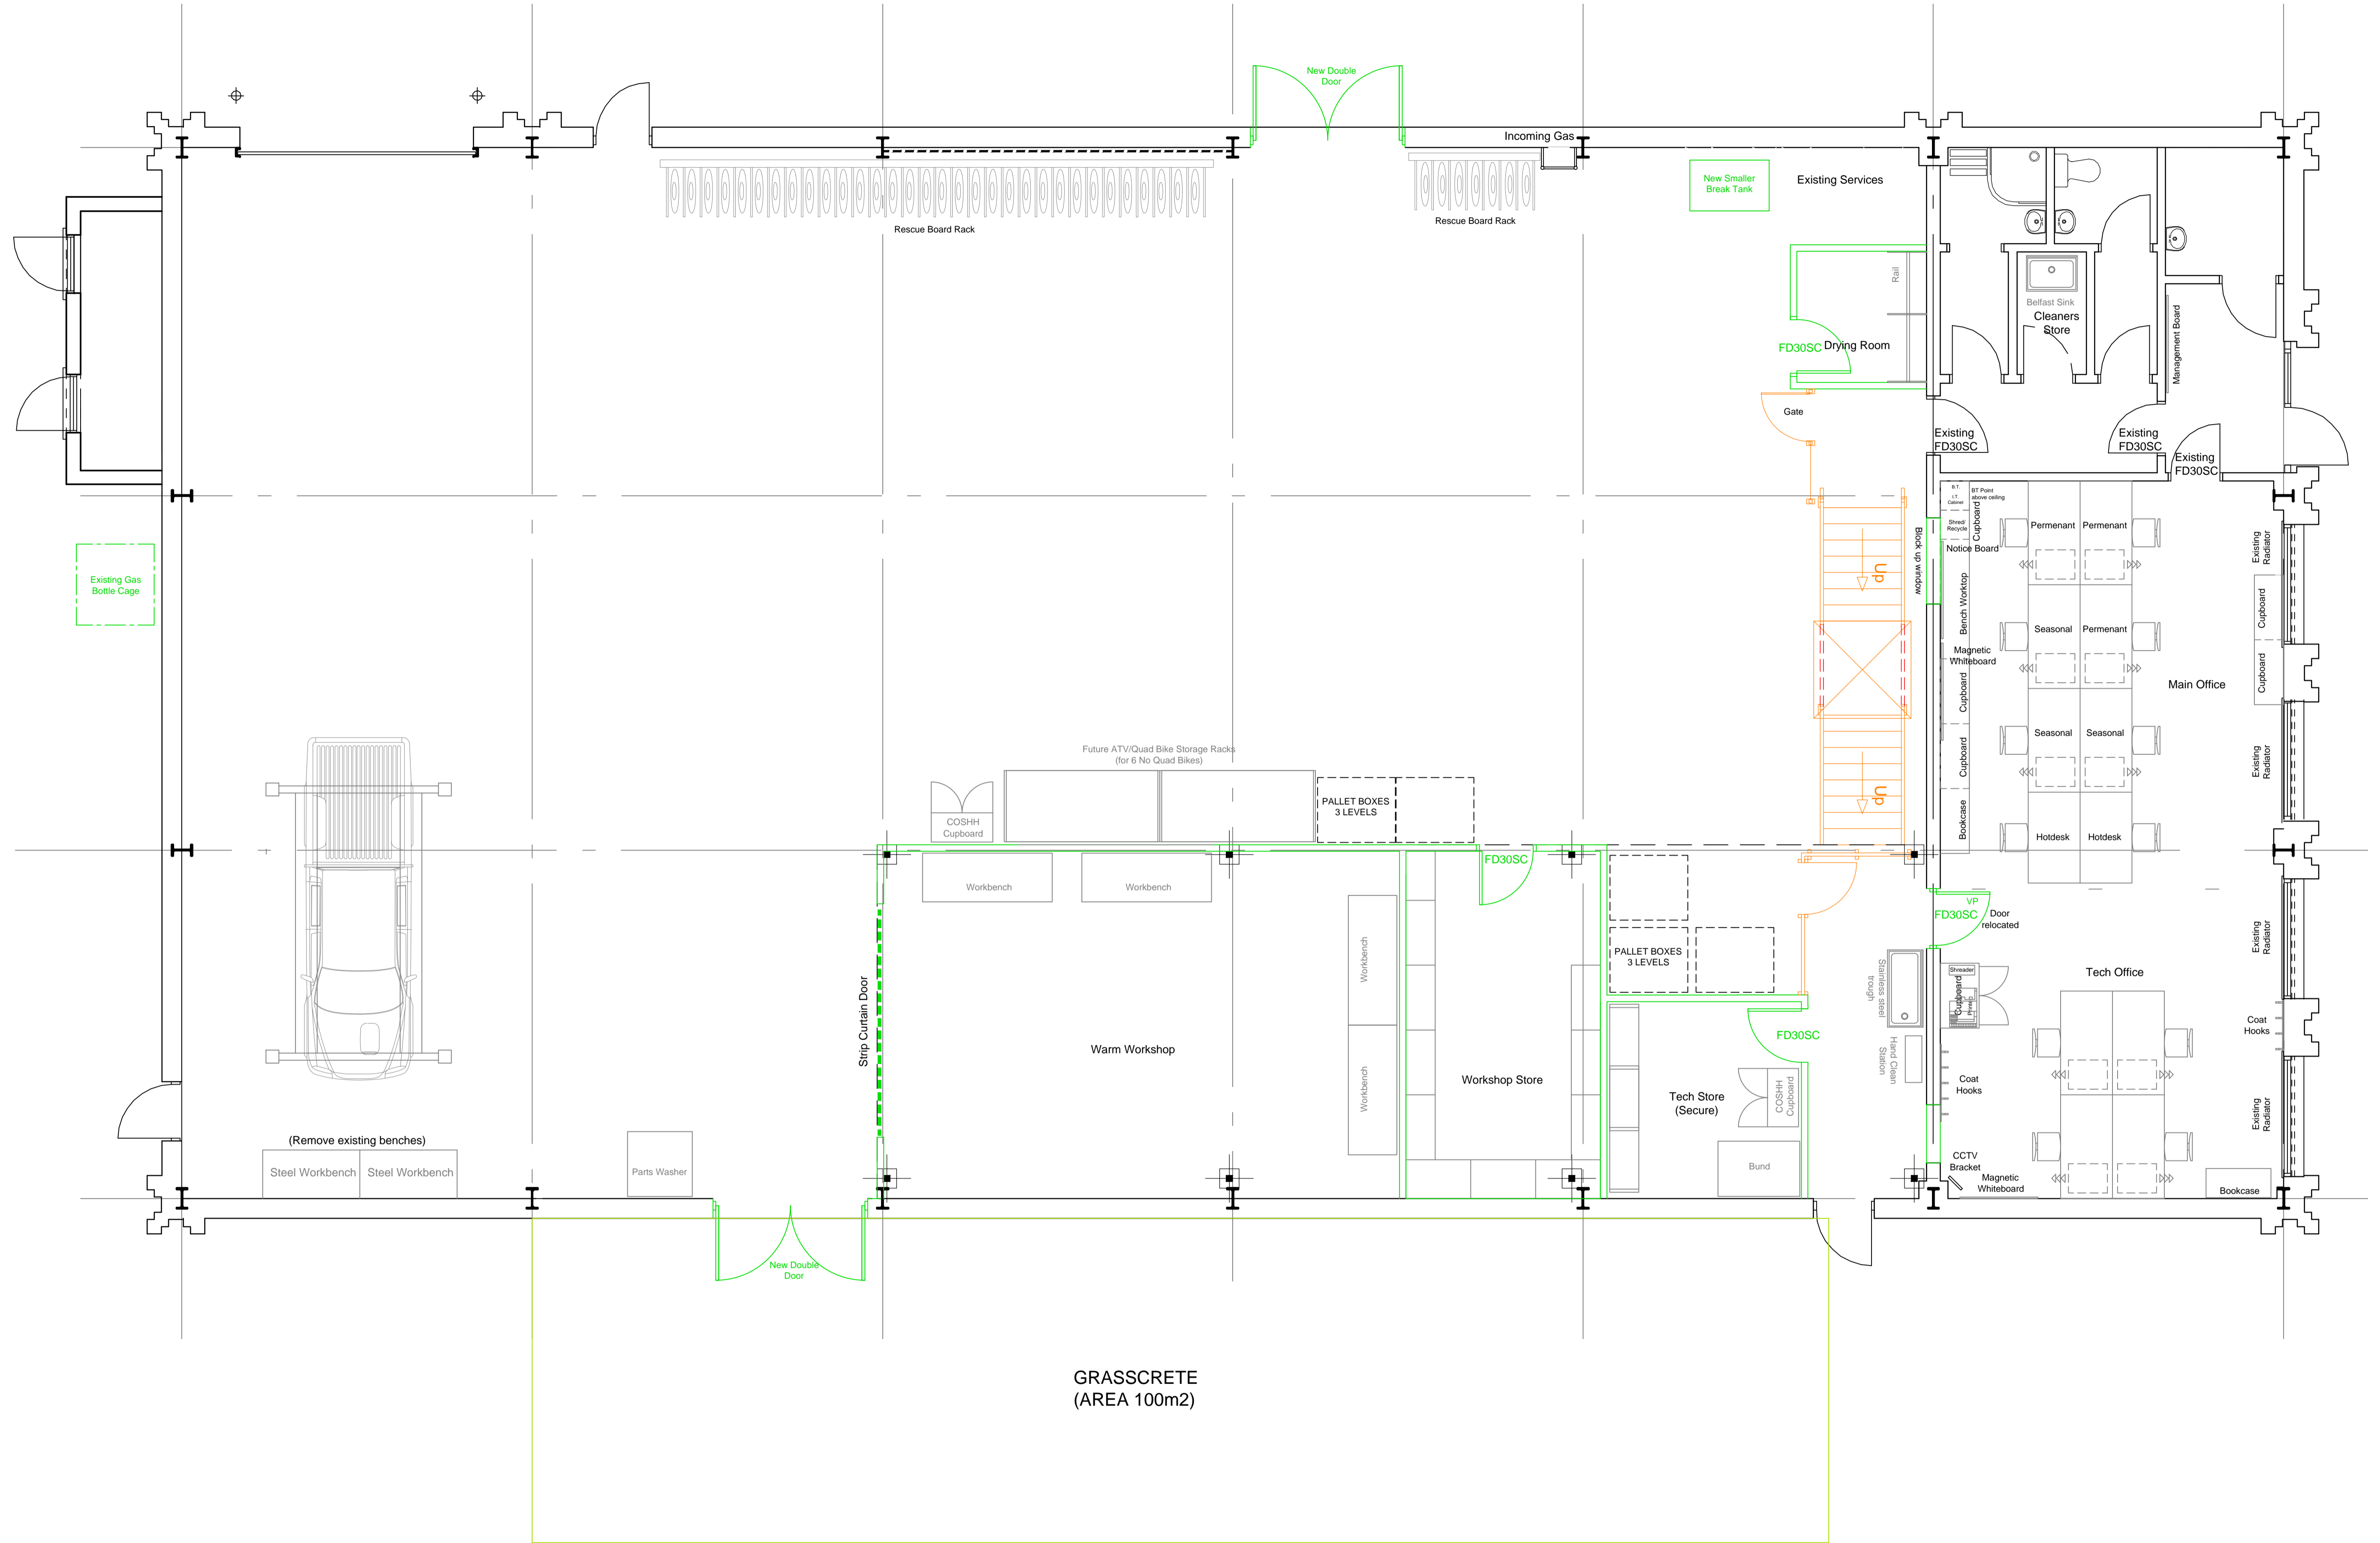 New Double
Door
Incoming Gas
New Smaller
Break Tank
Existing Services
Rescue Board Rack
Rescue Board Rack
Rail
Belfast Sink
Cleaners
Store
Management Board
FD30SC
Drying Room
Gate
Existing
FD30SC
Existing
FD30SC
Existing
FD30SC
B.T.
I.T.
Cabinet
BT Point
above ceiling
Shred/
Recycle
Cupboard
Notice Board
Block up window
Bench Worktop
Magnetic
Whiteboard
Cupboard
Cupboard
Bookcase
Permenant
Permenant
Seasonal
Permenant
Seasonal
Seasonal
Hotdesk
Hotdesk
Existing
Radiator
Cupboard
Cupboard
Main Office
Existing
Radiator
Existing Gas
Bottle Cage
Up
Up
Future ATV/Quad Bike Storage Racks
(for 6 No Quad Bikes)
COSHH
Cupboard
PALLET BOXES
3 LEVELS
FD30SC
Workbench
Workbench
Workbench
Workbench
Strip Curtain Door
Warm Workshop
Workshop Store
PALLET BOXES
3 LEVELS
FD30SC
Tech Store
(Secure)
COSHH
Cupboard
Bund
VP
FD30SC
Door
relocated
Stainless steel
trough
Hand Clean
Station
Shreader
Cupboard
Printer
Tech Office
Existing
Radiator
Coat
Hooks
Coat
Hooks
Existing
Radiator
CCTV
Bracket
Magnetic
Whiteboard
Bookcase
(Remove existing benches)
Steel Workbench
Steel Workbench
Parts Washer
New Double
Door
GRASSCRETE
(AREA 100m2)